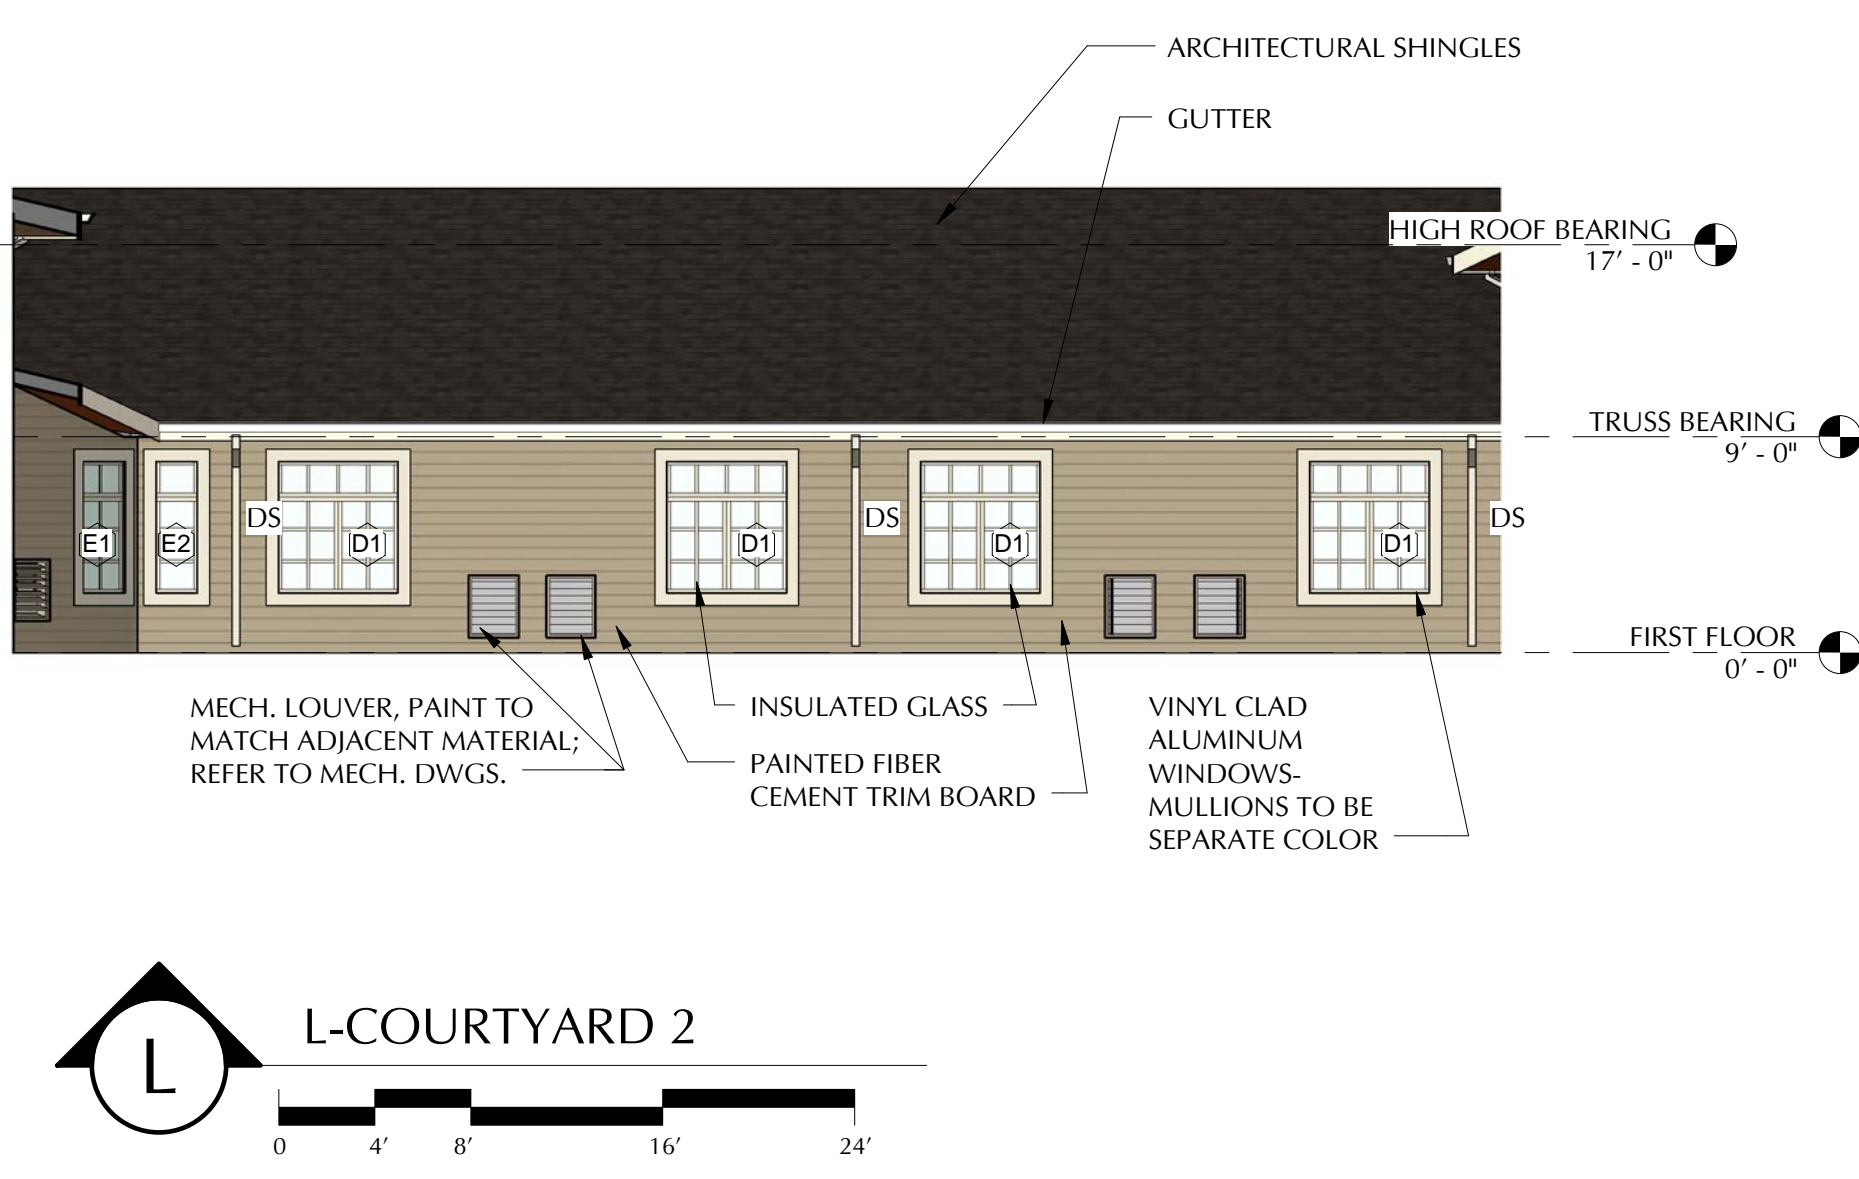 ARCHITECTURAL SHINGLES
GUTTER
HIGH ROOF BEARING
17' - 0"
TRUSS BEARING
9' - 0"
DS
DS
DS
E1
E2
D1
D1
D1
D1
FIRST FLOOR
0' - 0"
MECH. LOUVER, PAINT TO
MATCH ADJACENT MATERIAL;
REFER TO MECH. DWGS.
INSULATED GLASS
PAINTED FIBER
CEMENT TRIM BOARD
VINYL CLAD
ALUMINUM
WINDOWS-
MULLIONS TO BE
SEPARATE COLOR
L
L-COURTYARD 2
0 4' 8' 16' 24'